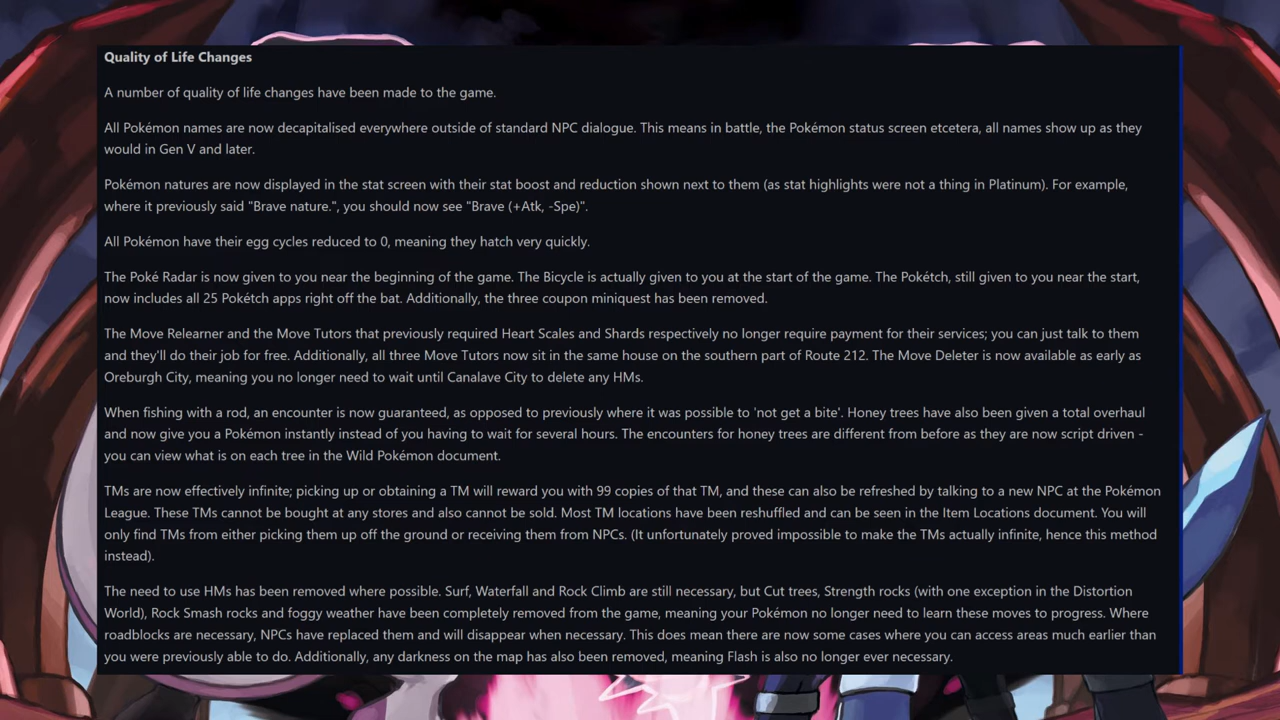 Quality of Life Changes
A number of quality of life changes have been made to the game.
All Pokémon names are now decapitalised everywhere outside of standard NPC dialogue. This means in battle, the Pokémon status screen etcetera, all names show up as they
would in Gen V and later.
Pokémon natures are now displayed in the stat screen with their stat boost and reduction shown next to them (as stat highlights were not a thing in Platinum). For example,
where it previously said "Brave nature.", you should now see "Brave (+Atk, -Spe)".
All Pokémon have their egg cycles reduced to 0, meaning they hatch very quickly.
The Poké Radar is now given to you near the beginning of the game. The Bicycle is actually given to you at the start of the game. The Pokétch, still given to you near the start,
now includes all 25 Pokétch apps right off the bat. Additionally, the three coupon miniquest has been removed.
The Move Relearner and the Move Tutors that previously required Heart Scales and Shards respectively no longer require payment for their services; you can just talk to them
and they'll do their job for free. Additionally, all three Move Tutors now sit in the same house on the southern part of Route 212. The Move Deleter is now available as early as
Oreburgh City, meaning you no longer need to wait until Canalave City to delete any HMs.
When fishing with a rod, an encounter is now guaranteed, as opposed to previously where it was possible to 'not get a bite'. Honey trees have also been given a total overhaul
and now give you a Pokémon instantly instead of you having to wait for several hours. The encounters for honey trees are different from before as they are now script driven -
you can view what is on each tree in the Wild Pokémon document.
TMs are now effectively infinite; picking up or obtaining a TM will reward you with 99 copies of that TM, and these can also be refreshed by talking to a new NPC at the Pokémon
League. These TMs cannot be bought at any stores and also cannot be sold. Most TM locations have been reshuffled and can be seen in the Item Locations document. You will
only find TMs from either picking them up off the ground or receiving them from NPCs. (It unfortunately proved impossible to make the TMs actually infinite, hence this method
instead).
The need to use HMs has been removed where possible. Surf, Waterfall and Rock Climb are still necessary, but Cut trees, Strength rocks (with one exception in the Distortion
World), Rock Smash rocks and foggy weather have been completely removed from the game, meaning your Pokémon no longer need to learn these moves to progress. Where
roadblocks are necessary, NPCs have replaced them and will disappear when necessary. This does mean there are now some cases where you can access areas much earlier than
you were previously able to do. Additionally, any darkness on the map has also been removed, meaning Flash is also no longer ever necessary.